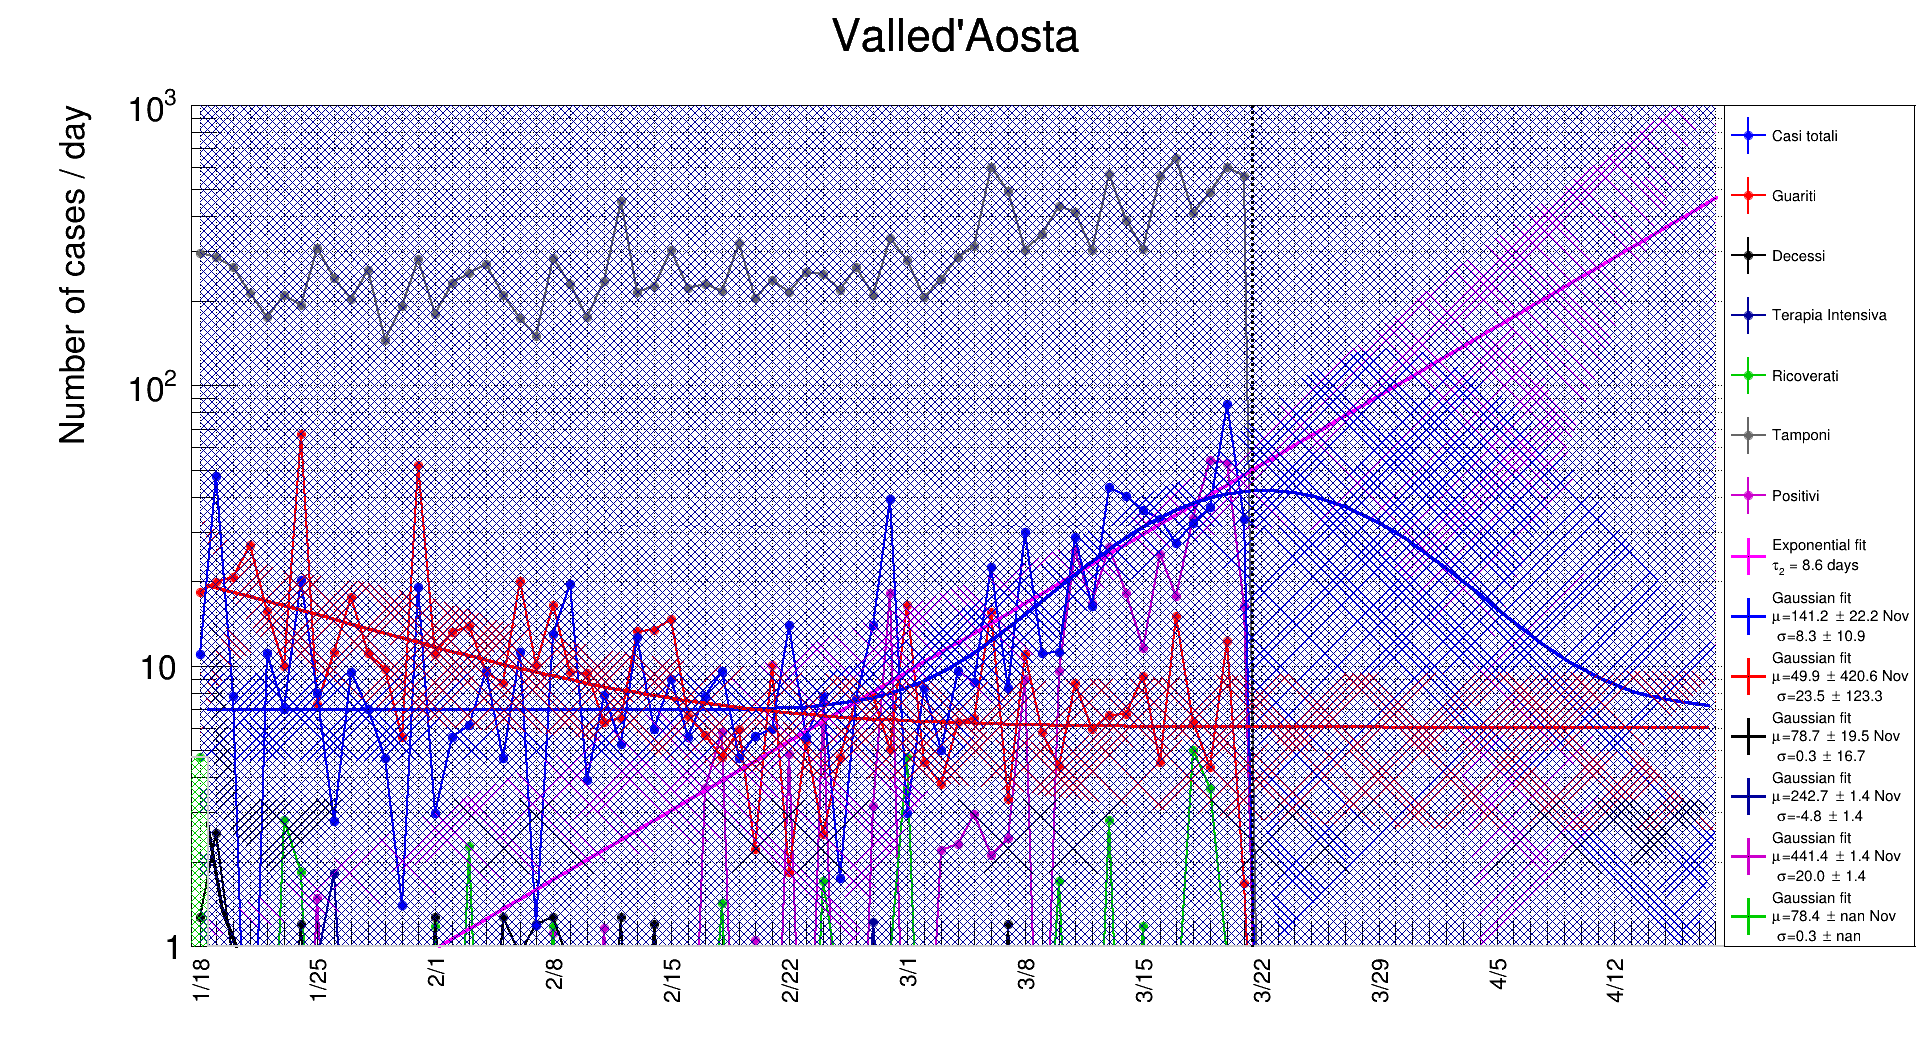 Valled'Aosta
Number of cases / day
10³
10²
10
1
1/18
1/25
2/1
2/8
2/15
2/22
3/1
3/8
3/15
3/22
3/29
4/5
4/12
Casi totali
Guariti
Decessi
Terapia Intensiva
Ricoverati
Tamponi
Positivi
Exponential fit
τ₂ = 8.6 days
Gaussian fit
μ=141.2 ± 22.2 Nov
σ=8.3 ± 10.9
Gaussian fit
μ=49.9 ± 420.6 Nov
σ=23.5 ± 123.3
Gaussian fit
μ=78.7 ± 19.5 Nov
σ=0.3 ± 16.7
Gaussian fit
μ=242.7 ± 1.4 Nov
σ=-4.8 ± 1.4
Gaussian fit
μ=441.4 ± 1.4 Nov
σ=20.0 ± 1.4
Gaussian fit
μ=78.4 ± nan Nov
σ=0.3 ± nan